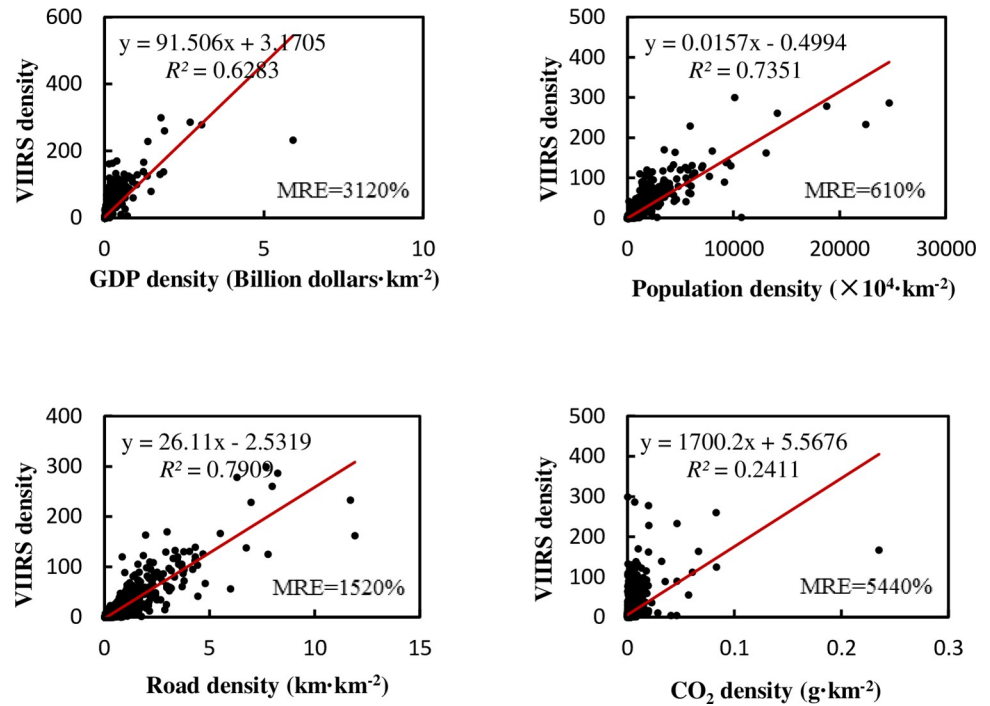 600
400
200
0
VIIRS density
y = 91.506x + 3.1705
R² = 0.6283
MRE=3120%
0 5 10
GDP density (Billion dollars·km⁻²)
500
400
300
200
100
0
VIIRS density
y = 0.0157x - 0.4994
R² = 0.7351
MRE=610%
0 10000 20000 30000
Population density (×10⁴·km⁻²)
400
300
200
100
0
VIIRS density
y = 26.11x - 2.5319
R² = 0.7909
MRE=1520%
0 5 10 15
Road density (km·km⁻²)
500
400
300
200
100
0
VIIRS density
y = 1700.2x + 5.5676
R² = 0.2411
MRE=5440%
0 0.1 0.2 0.3
CO₂ density (g·km⁻²)